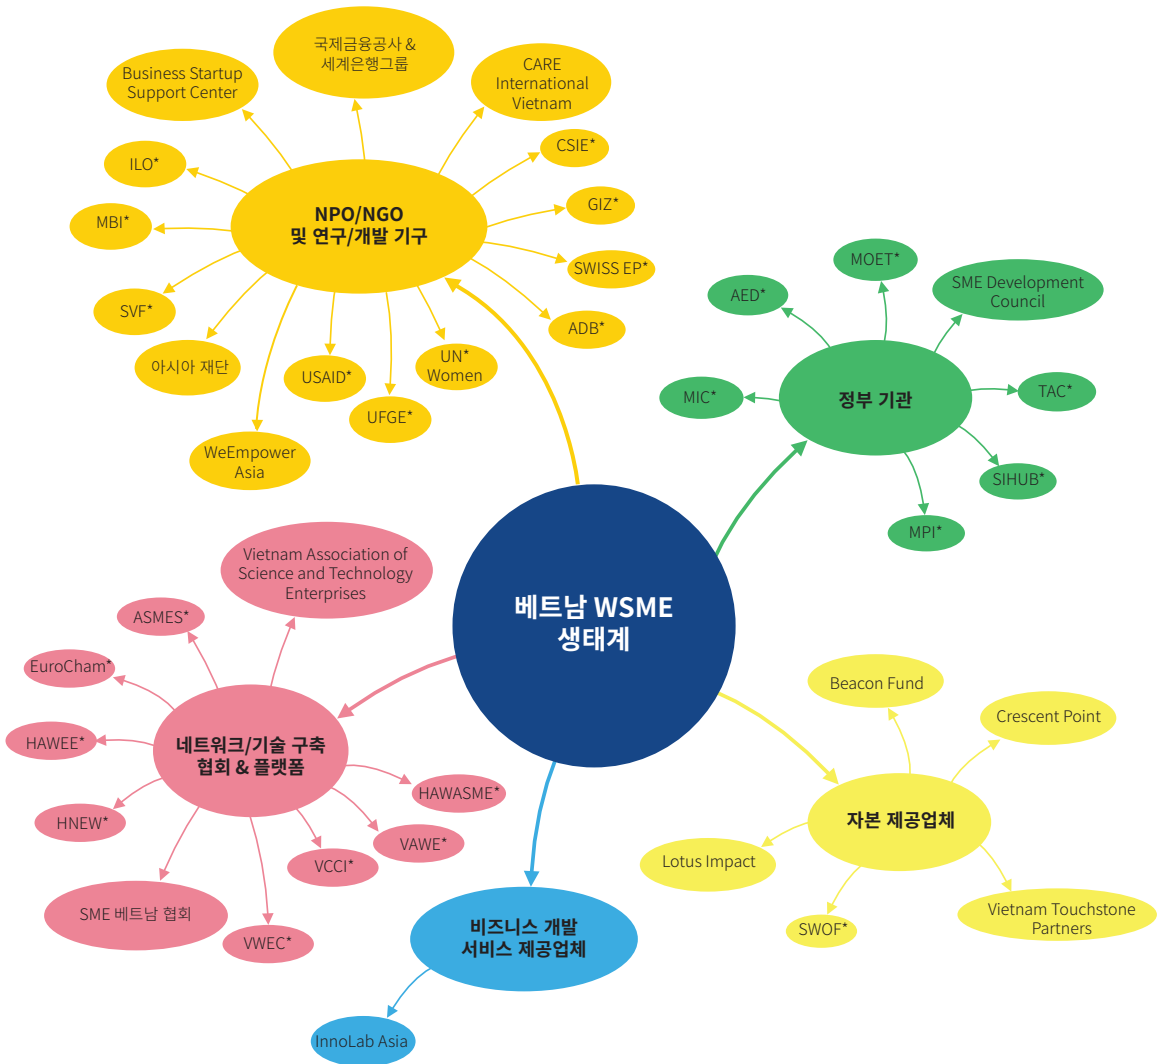 국제금융공사 &
세계은행그룹
Business Startup
Support Center
CARE
International
Vietnam
CSIE*
ILO*
GIZ*
MBI*
NPO/NGO
및 연구/개발 기구
SWISS EP*
SVF*
ADB*
아시아 재단
USAID*
UN*
Women
UFGE*
WeEmpower
Asia
MOET*
AED*
SME Development
Council
MIC*
정부 기관
TAC*
SIHUB*
MPI*
베트남 WSME
생태계
Vietnam Association of
Science and Technology
Enterprises
ASMES*
EuroCham*
HAWEE*
네트워크/기술 구축
협회 & 플랫폼
HNEW*
HAWASME*
VAWE*
VCCI*
SME 베트남 협회
VWEC*
Beacon Fund
Crescent Point
자본 제공업체
Lotus Impact
SWOF*
Vietnam Touchstone
Partners
비즈니스 개발
서비스 제공업체
InnoLab Asia